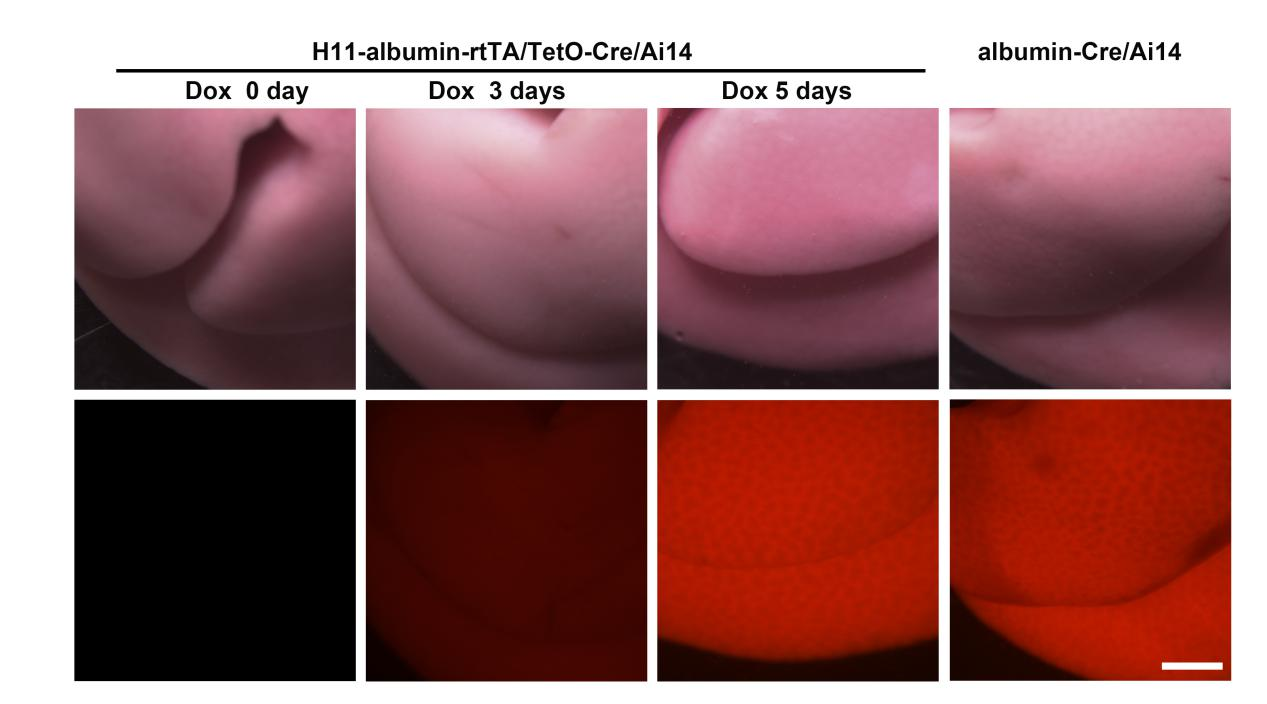 H11-albumin-rtTA/TetO-Cre/Ai14
albumin-Cre/Ai14
Dox 0 day
Dox 3 days
Dox 5 days